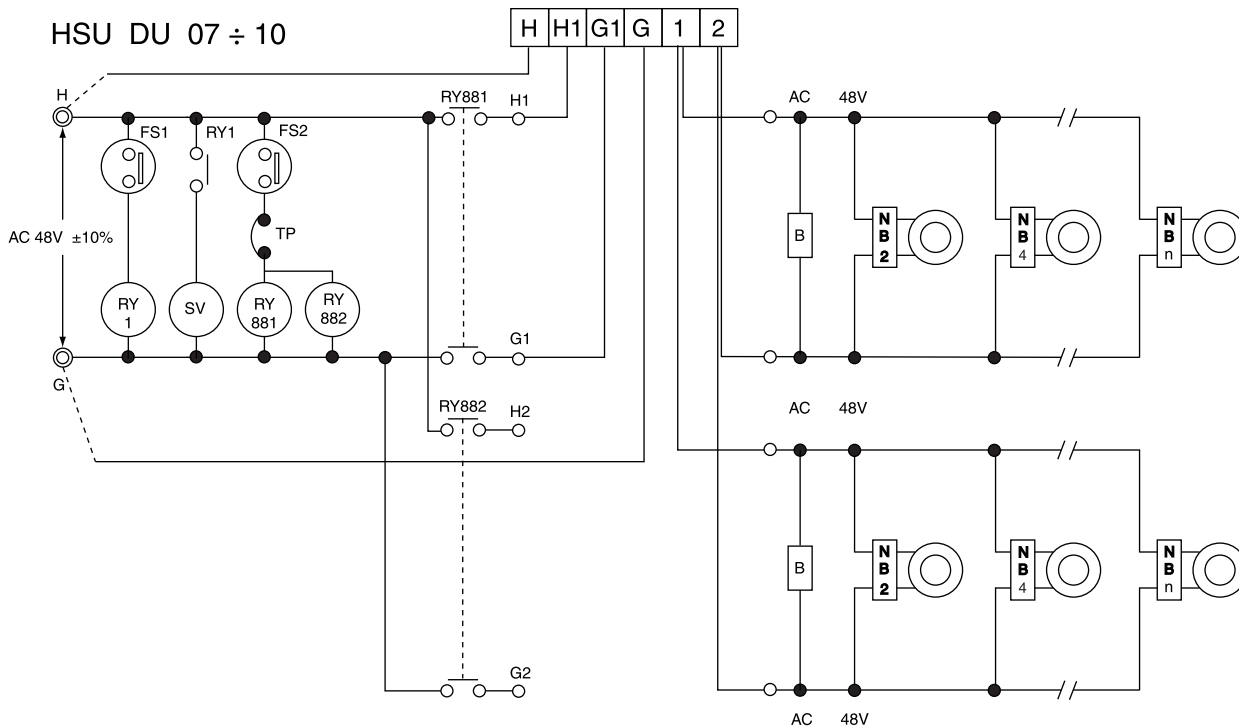 HSU DU 07 ÷ 10
H H1 G1 G 1 2
H
FS1
RY1
FS2
RY881
H1
AC 48V
AC 48V ±10%
TP
B
N
B
2
N
B
4
N
B
n
RY
1
SV
RY
881
RY
882
G
G1
RY882
H2
AC 48V
B
N
B
2
N
B
4
N
B
n
G2
AC 48V